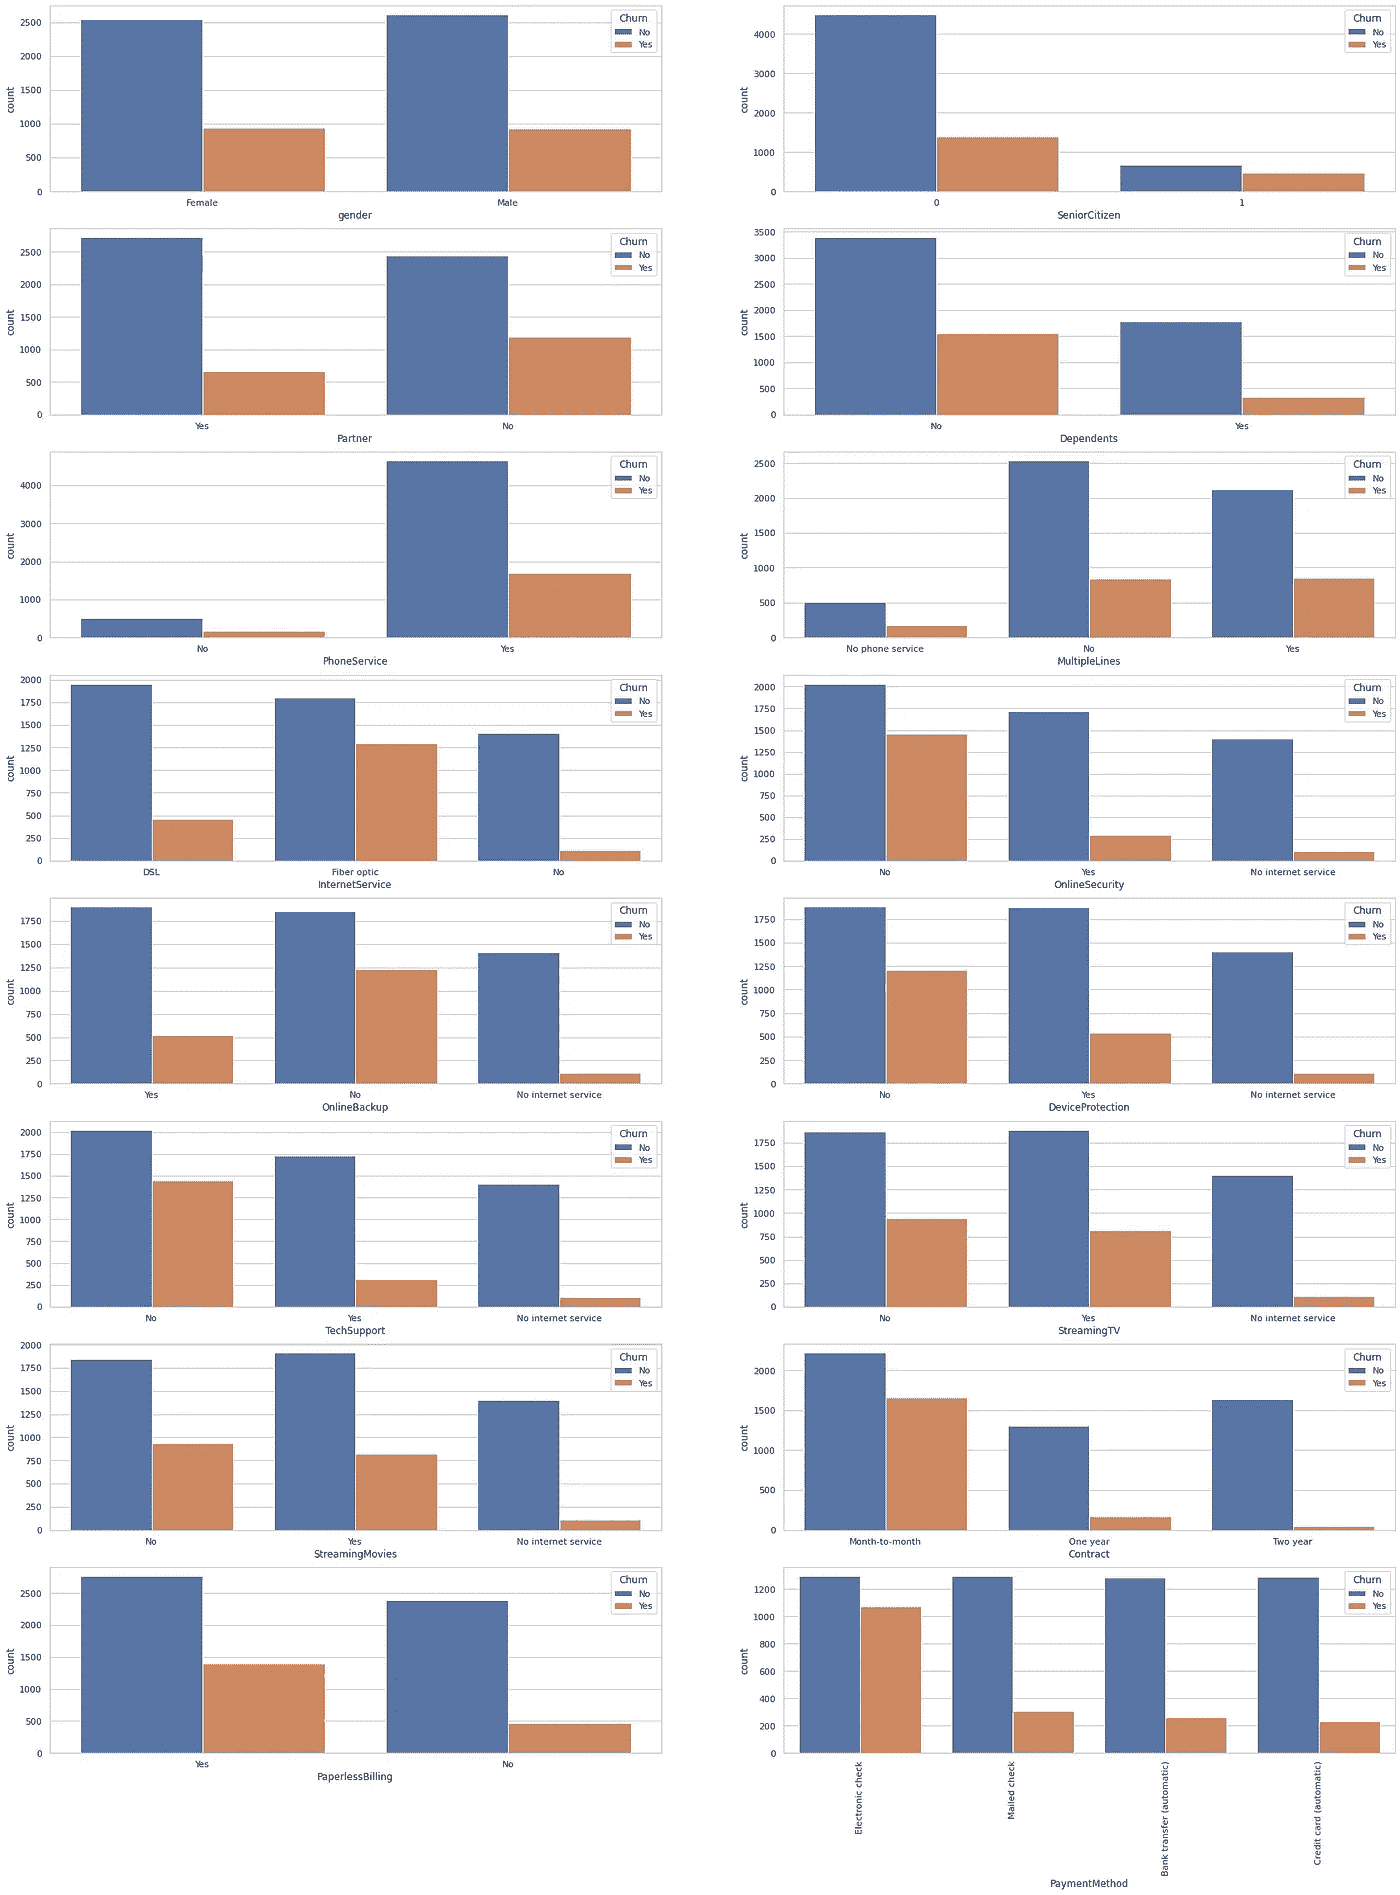 Churn
No
Yes
2500
2000
1500
1000
500
0
count
Female
Male
gender
Churn
No
Yes
4000
3000
2000
1000
0
count
0
1
SeniorCitizen
Churn
No
Yes
2500
2000
1500
1000
500
0
count
Yes
No
Partner
Churn
No
Yes
3500
3000
2500
2000
1500
1000
500
0
count
No
Yes
Dependents
Churn
No
Yes
4000
3000
2000
1000
0
count
No
Yes
PhoneService
Churn
No
Yes
2500
2000
1500
1000
500
0
count
No phone service
No
Yes
MultipleLines
Churn
No
Yes
2000
1750
1500
1250
1000
750
500
250
0
count
DSL
Fiber optic
No
InternetService
Churn
No
Yes
2000
1750
1500
1250
1000
750
500
250
0
count
No
Yes
No internet service
OnlineSecurity
Churn
No
Yes
1750
1500
1250
1000
750
500
250
0
count
Yes
No
No internet service
OnlineBackup
Churn
No
Yes
1750
1500
1250
1000
750
500
250
0
count
No
Yes
No internet service
DeviceProtection
Churn
No
Yes
2000
1750
1500
1250
1000
750
500
250
0
count
No
Yes
No internet service
TechSupport
Churn
No
Yes
1750
1500
1250
1000
750
500
250
0
count
No
Yes
No internet service
StreamingTV
Churn
No
Yes
2000
1750
1500
1250
1000
750
500
250
0
count
No
Yes
No internet service
StreamingMovies
Churn
No
Yes
2000
1500
1000
500
0
count
Month-to-month
One year
Two year
Contract
Churn
No
Yes
2500
2000
1500
1000
500
0
count
Yes
No
PaperlessBilling
Churn
No
Yes
1200
1000
800
600
400
200
0
count
Electronic check
Mailed check
Bank transfer (automatic)
Credit card (automatic)
PaymentMethod